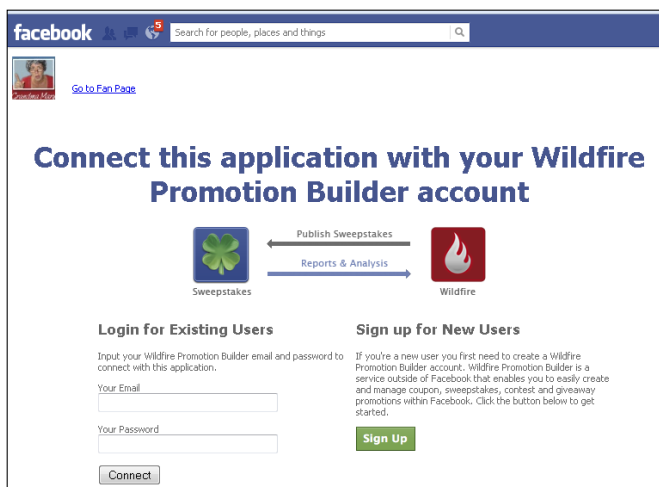 facebook
5
Search for people, places and things
Grandma Mary
Go to Fan Page
Connect this application with your Wildfire
Promotion Builder account
Publish Sweepstakes
Reports & Analysis
Sweepstakes
Wildfire
Login for Existing Users
Input your Wildfire Promotion Builder email and password to
connect with this application.
Your Email
Your Password
Connect
Sign up for New Users
If you're a new user you first need to create a Wildfire
Promotion Builder account. Wildfire Promotion Builder is a
service outside of Facebook that enables you to easily create
and manage coupon, sweepstakes, contest and giveaway
promotions within Facebook. Click the button below to get
started.
Sign Up